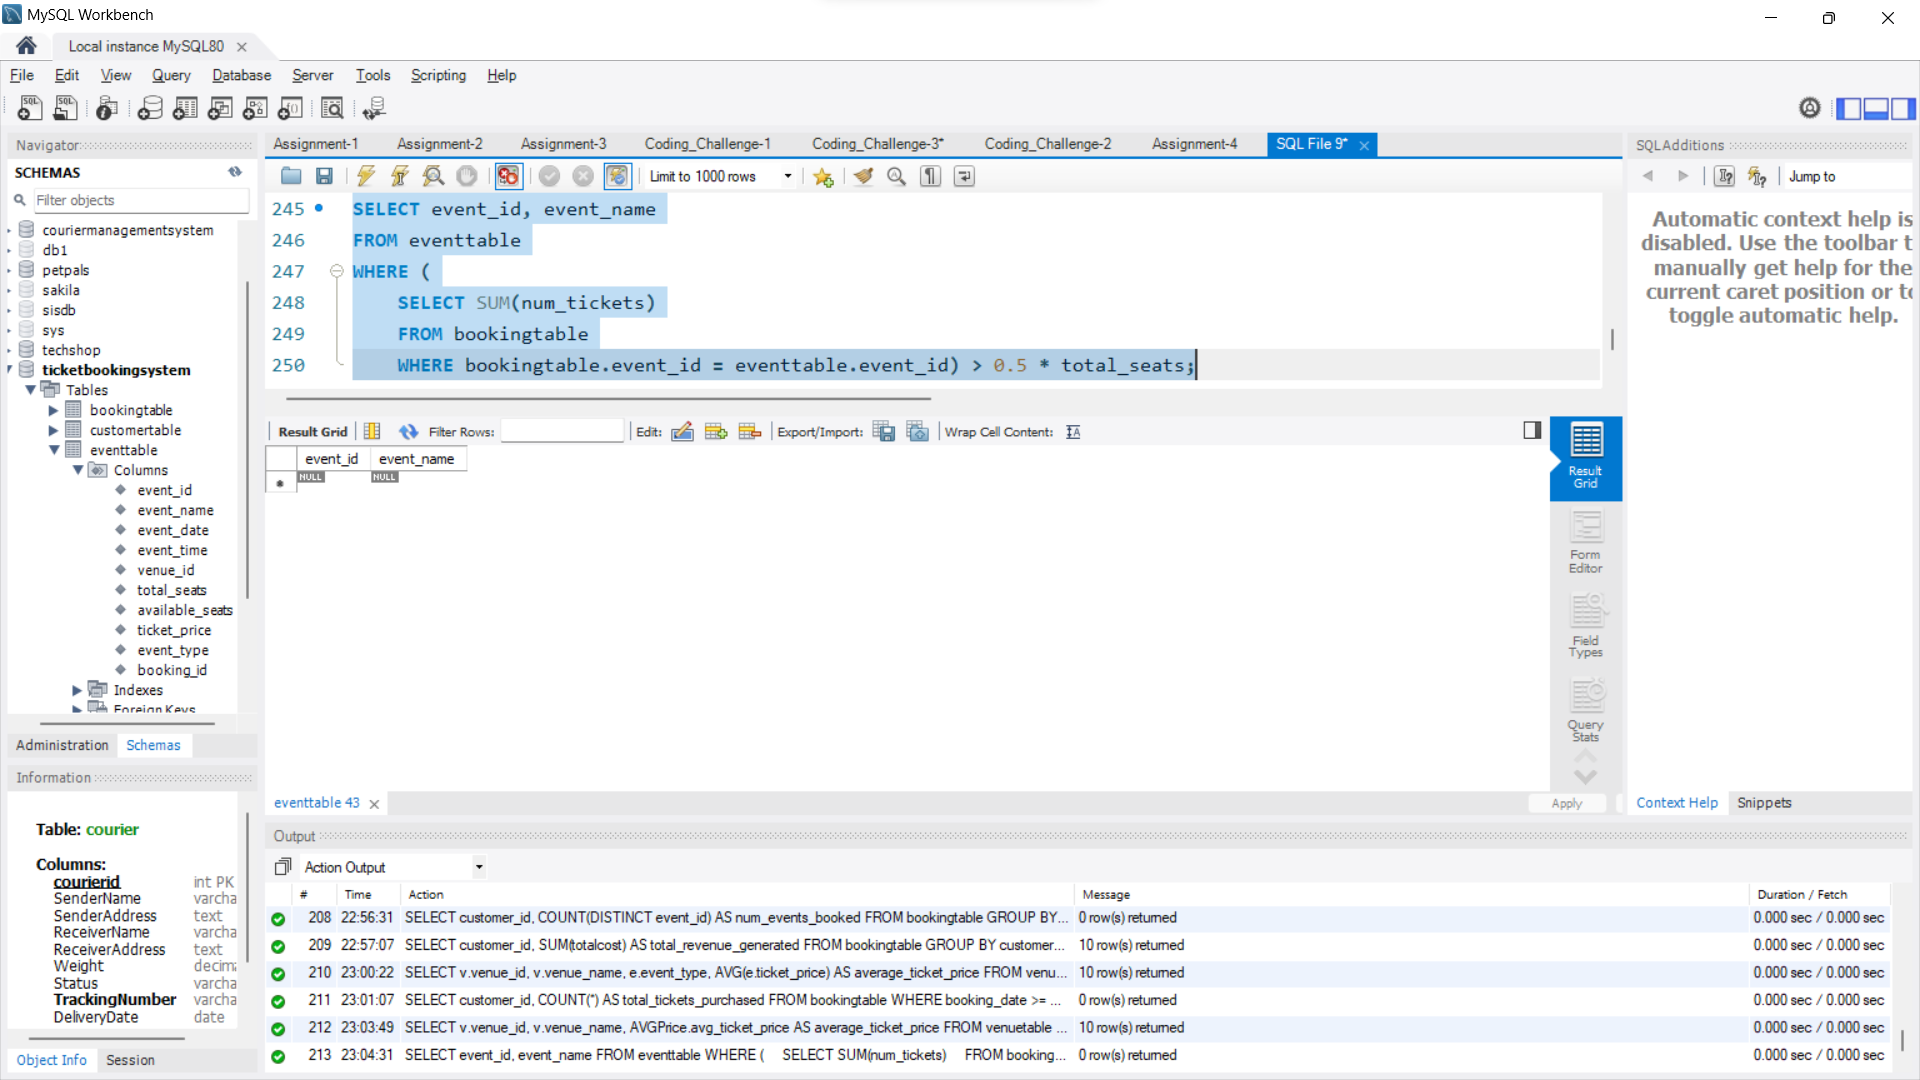 MySQL Workbench
Local instance MySQL80
File Edit View Query Database Server Tools Scripting Help
Navigator
SCHEMAS
Filter objects
couriermanagementsystem
db1
petpals
sakila
sisdb
sys
techshop
ticketbookingsystem
Tables
bookingtable
customertable
eventtable
Columns
event_id
event_name
event_date
event_time
venue_id
total_seats
available_seats
ticket_price
event_type
booking_id
Indexes
Foreign Keys
Administration Schemas
Information
Table: courier
Columns:
courierid int PK
SenderName varcha
SenderAddress text
ReceiverName varcha
ReceiverAddress text
Weight decim
Status varcha
TrackingNumber varcha
DeliveryDate date
Object Info Session
Assignment-1 Assignment-2 Assignment-3 Coding_Challenge-1 Coding_Challenge-3* Coding_Challenge-2 Assignment-4 SQL File 9*
Limit to 1000 rows
245 SELECT event_id, event_name
246 FROM eventtable
247 WHERE (
248 SELECT SUM(num_tickets)
249 FROM bookingtable
250 WHERE bookingtable.event_id = eventtable.event_id) > 0.5 * total_seats;
Result Grid Filter Rows: Edit: Export/Import: Wrap Cell Content: IA
event_id event_name
NULL NULL
Result
Grid
Form
Editor
Field
Types
Query
Stats
eventtable 43
Apply
Output
Action Output
# Time Action Message Duration / Fetch
208 22:56:31 SELECT customer_id, COUNT(DISTINCT event_id) AS num_events_booked FROM bookingtable GROUP BY... 0 row(s) returned 0.000 sec / 0.000 sec
209 22:57:07 SELECT customer_id, SUM(totalcost) AS total_revenue_generated FROM bookingtable GROUP BY customer... 10 row(s) returned 0.000 sec / 0.000 sec
210 23:00:22 SELECT v.venue_id, v.venue_name, e.event_type, AVG(e.ticket_price) AS average_ticket_price FROM venu... 10 row(s) returned 0.000 sec / 0.000 sec
211 23:01:07 SELECT customer_id, COUNT(*) AS total_tickets_purchased FROM bookingtable WHERE booking_date >= ... 0 row(s) returned 0.000 sec / 0.000 sec
212 23:03:49 SELECT v.venue_id, v.venue_name, AVGPrice.avg_ticket_price AS average_ticket_price FROM venuetable ... 10 row(s) returned 0.000 sec / 0.000 sec
213 23:04:31 SELECT event_id, event_name FROM eventtable WHERE ( SELECT SUM(num_tickets) FROM booking... 0 row(s) returned 0.000 sec / 0.000 sec
SQLAdditions
Jump to
Automatic context help is
disabled. Use the toolbar t
manually get help for the
current caret position or to
toggle automatic help.
Context Help Snippets